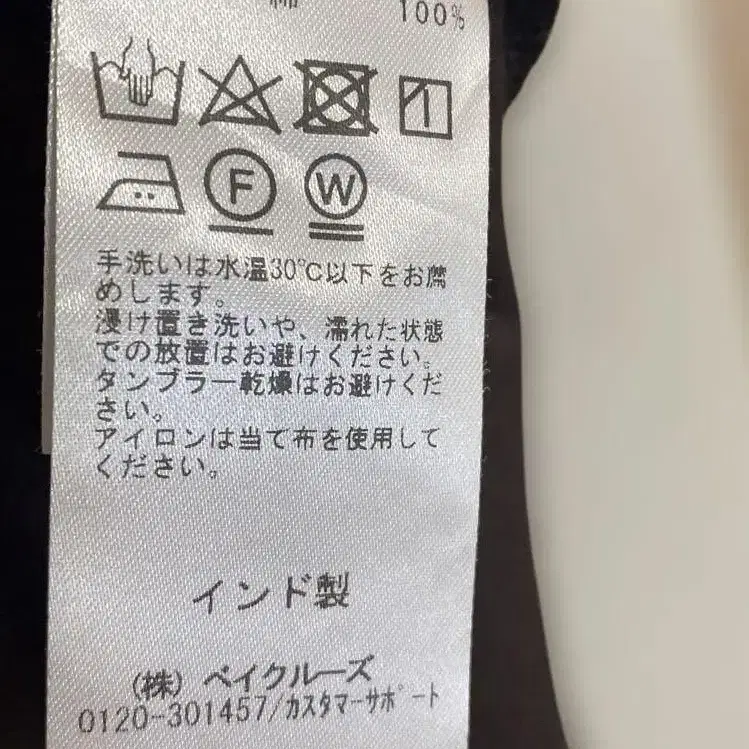 綿 100%
F W
手洗いは水温30℃以下をお薦
めします。
浸け置き洗いや、濡れた状態
での放置はお避けください。
タンブラー乾燥はお避けくだ
さい。
アイロンは当て布を使用して
ください。
インド製
(株) ベイクルーズ
0120-301457/カスタマーサポート